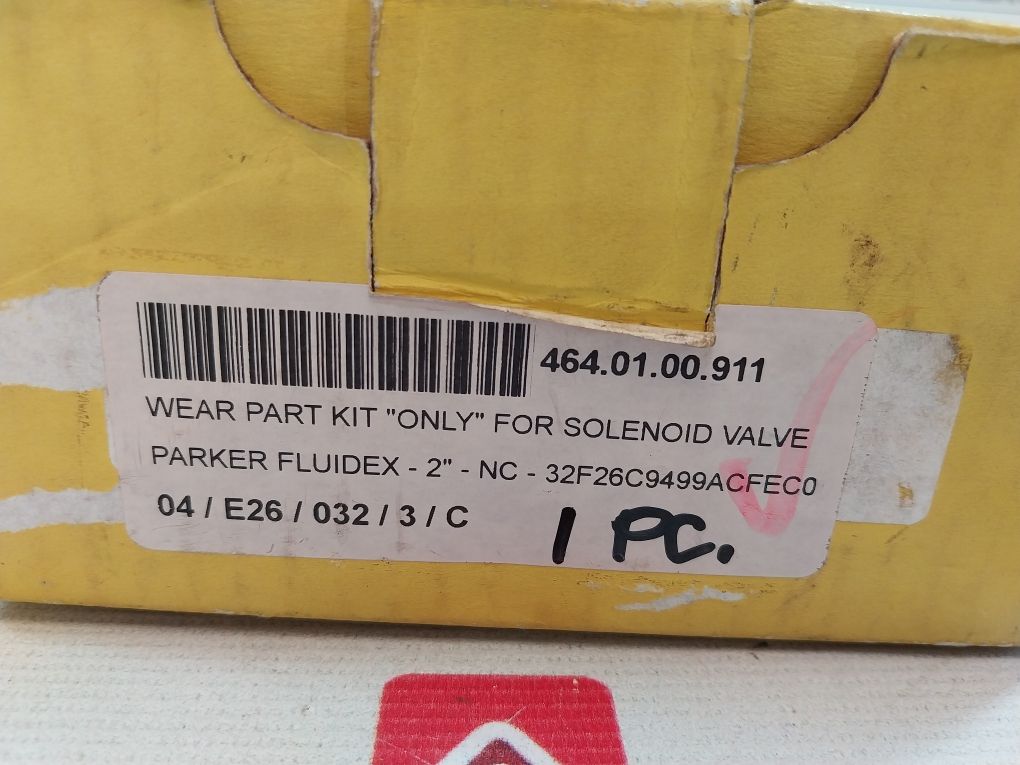 464.01.00.911
WEAR PART KIT "ONLY" FOR SOLENOID VALVE
PARKER FLUIDEX - 2" - NC - 32F26C9499ACFEC0
04 / E26 / 032 / 3 / C
1 PC.